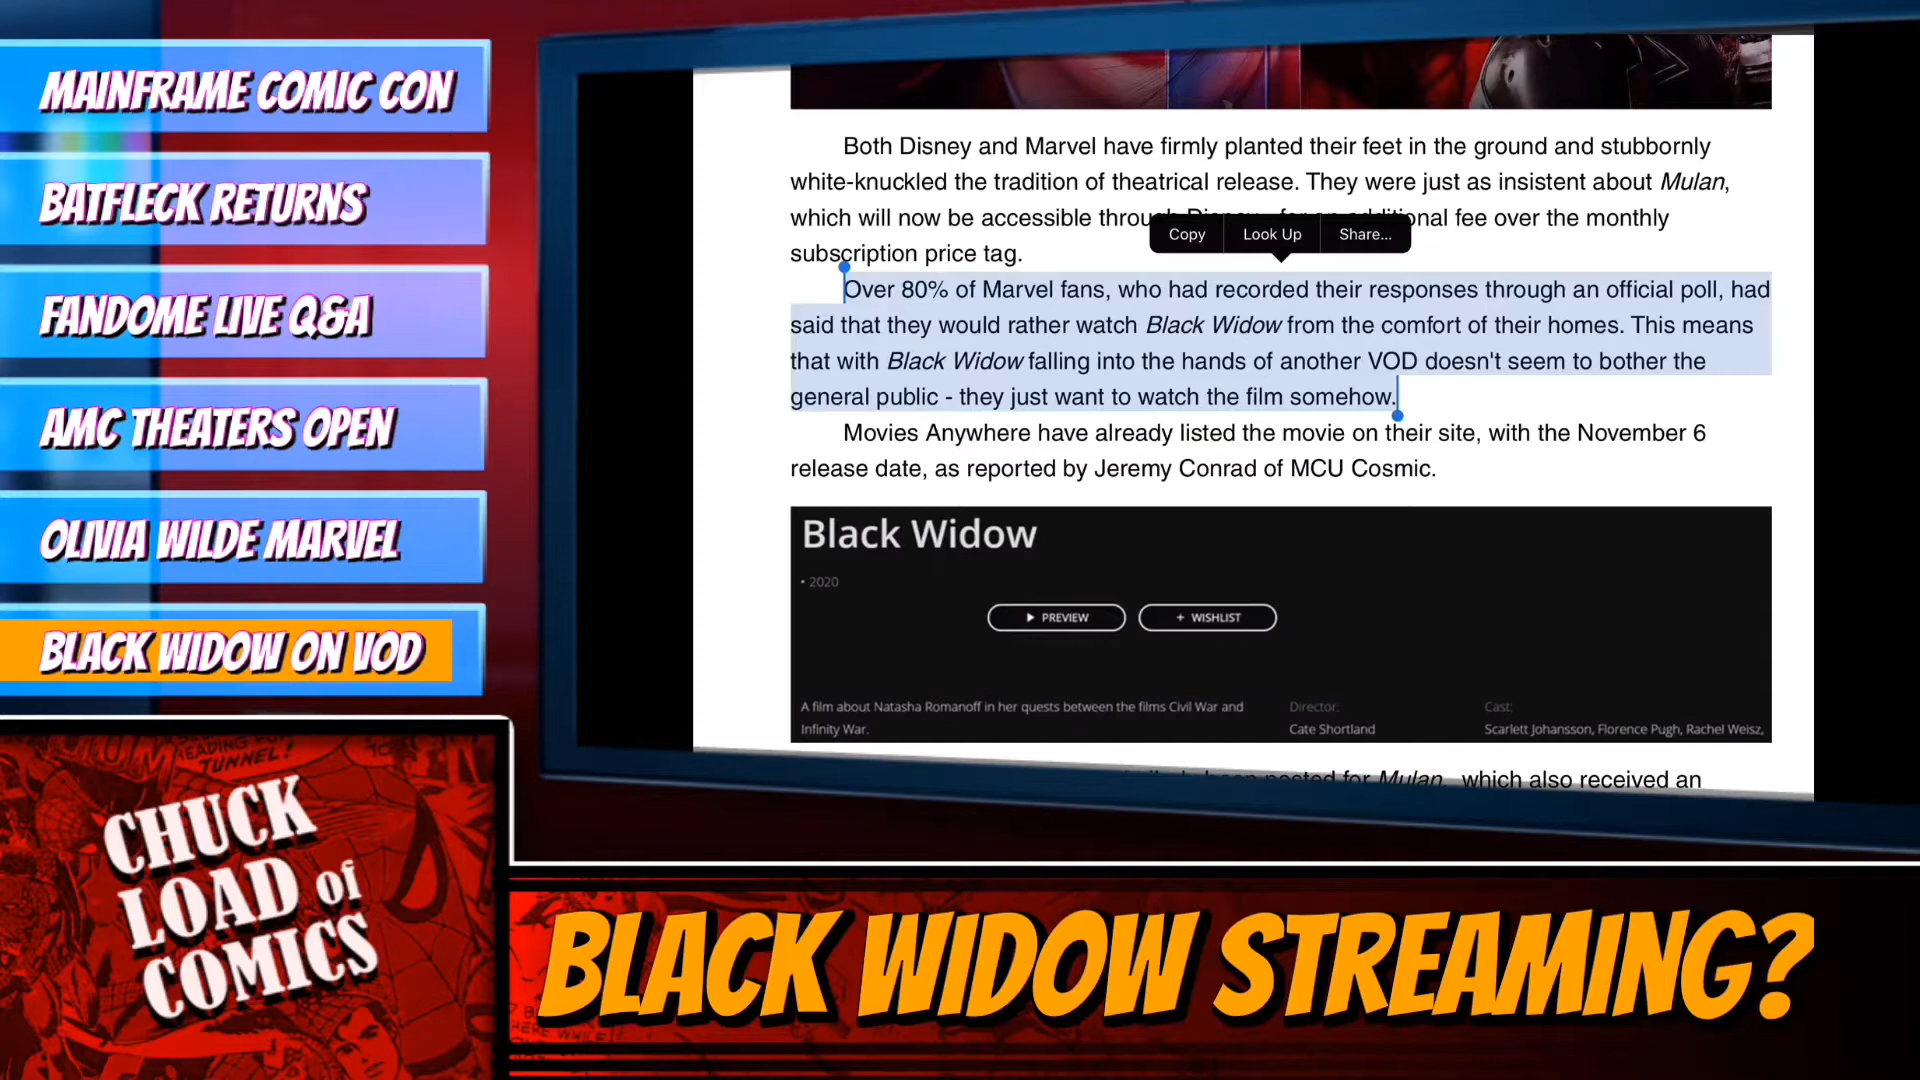 MAINFRAME COMIC CON
BATFLECK RETURNS
FANDOME LIVE Q&A
AMC THEATERS OPEN
OLIVIA WILDE MARVEL
BLACK WIDOW ON VOD
Both Disney and Marvel have firmly planted their feet in the ground and stubbornly
white-knuckled the tradition of theatrical release. They were just as insistent about Mulan,
which will now be accessible through additional fee over the monthly
subscription price tag.
Copy Look Up Share...
Over 80% of Marvel fans, who had recorded their responses through an official poll, had
said that they would rather watch Black Widow from the comfort of their homes. This means
that with Black Widow falling into the hands of another VOD doesn't seem to bother the
general public - they just want to watch the film somehow.
Movies Anywhere have already listed the movie on their site, with the November 6
release date, as reported by Jeremy Conrad of MCU Cosmic.
Black Widow
• 2020
PREVIEW + WISHLIST
A film about Natasha Romanoff in her quests between the films Civil War and
Infinity War.
Director:
Cate Shortland
Cast:
Scarlett Johansson, Florence Pugh, Rachel Weisz,
posted for Mulan, which also received an
TUNNEL!
CHUCK
LOAD of
COMICS
BLACK WIDOW STREAMING?